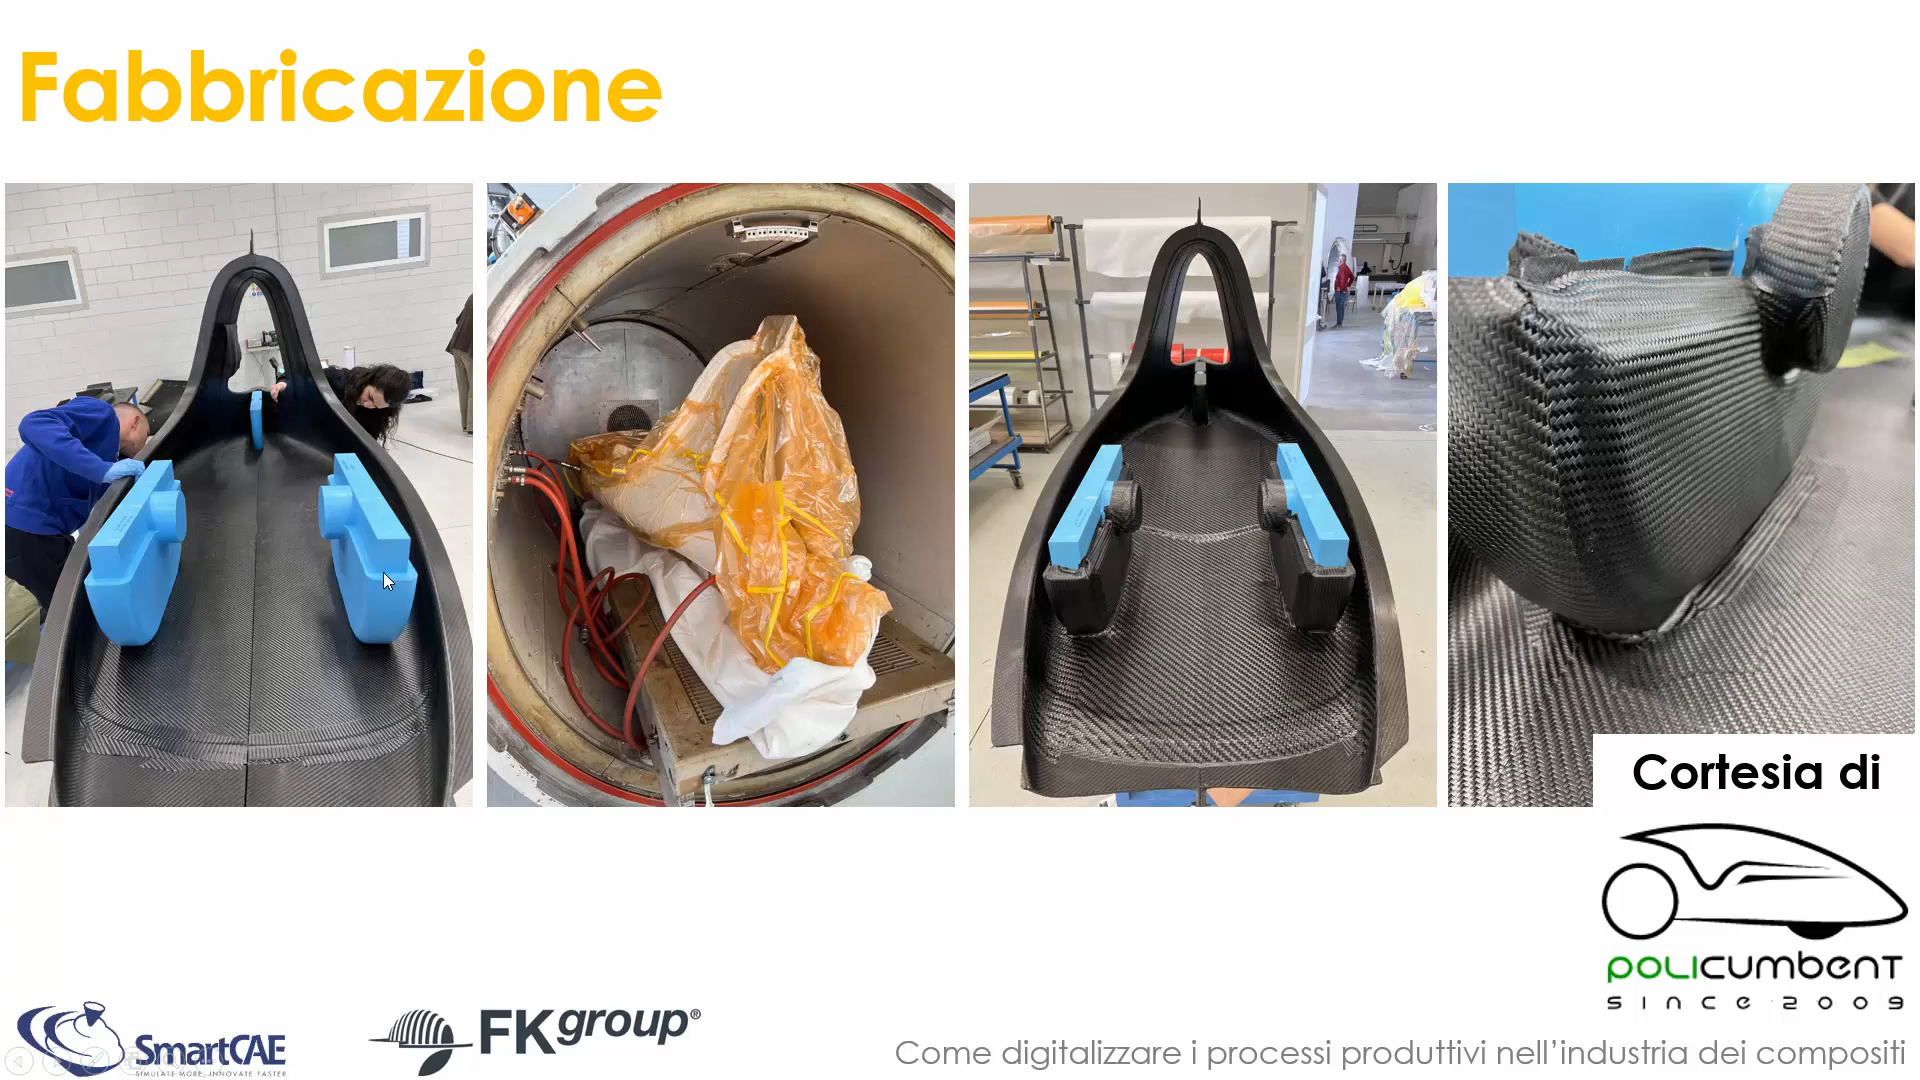 Fabbricazione
Cortesia di
POLICUMBENT
SINCE 2009
SmartCAE
SIMULATE MORE, INNOVATE FASTER
FKgroup®
Come digitalizzare i processi produttivi nell'industria dei compositi